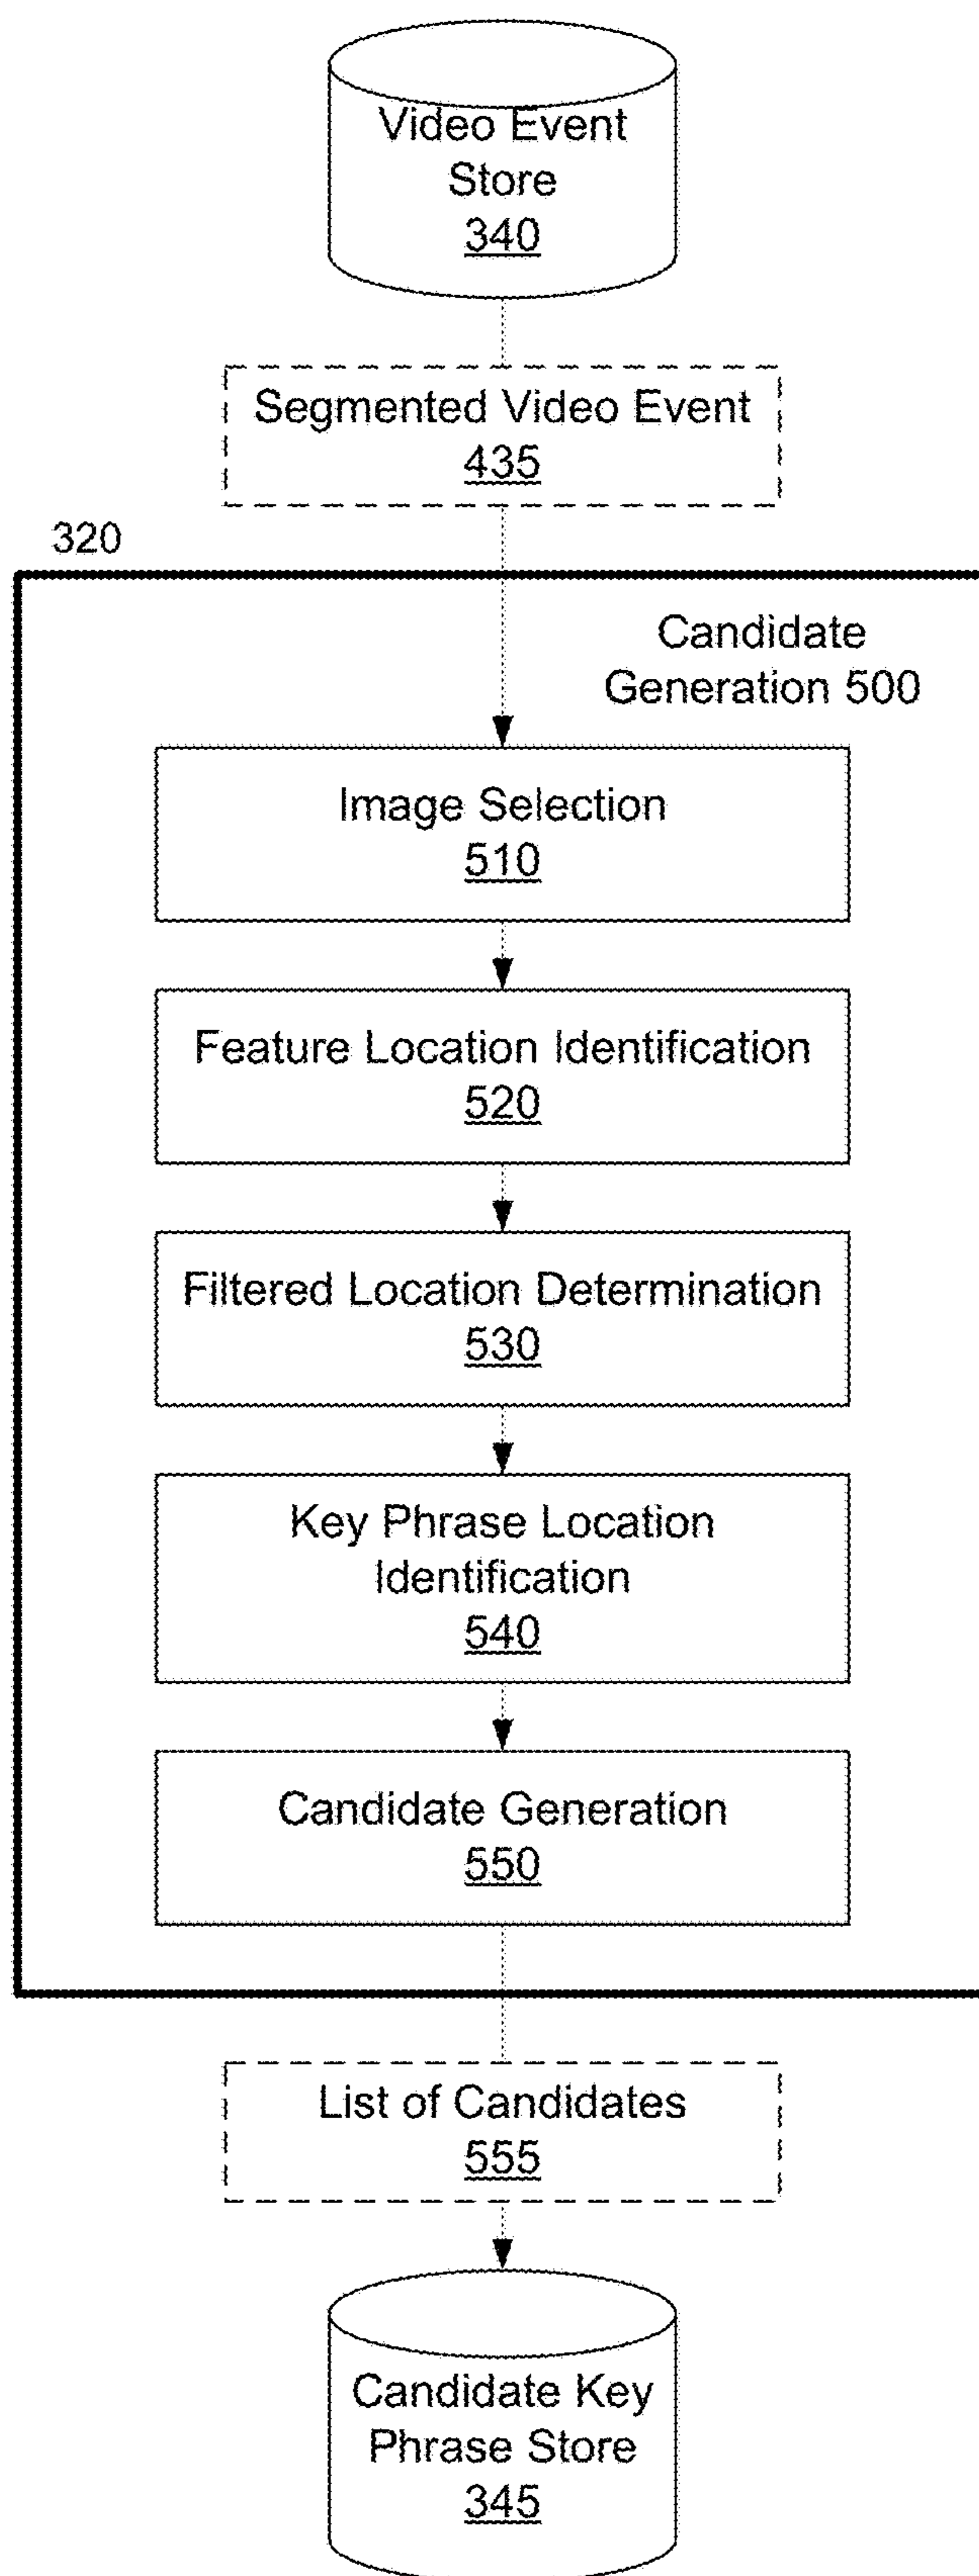 Video Event
Store
340
Segmented Video Event
435
320
Candidate
Generation 500
Image Selection
510
Feature Location Identification
520
Filtered Location Determination
530
Key Phrase Location
Identification
540
Candidate Generation
550
List of Candidates
555
Candidate Key
Phrase Store
345